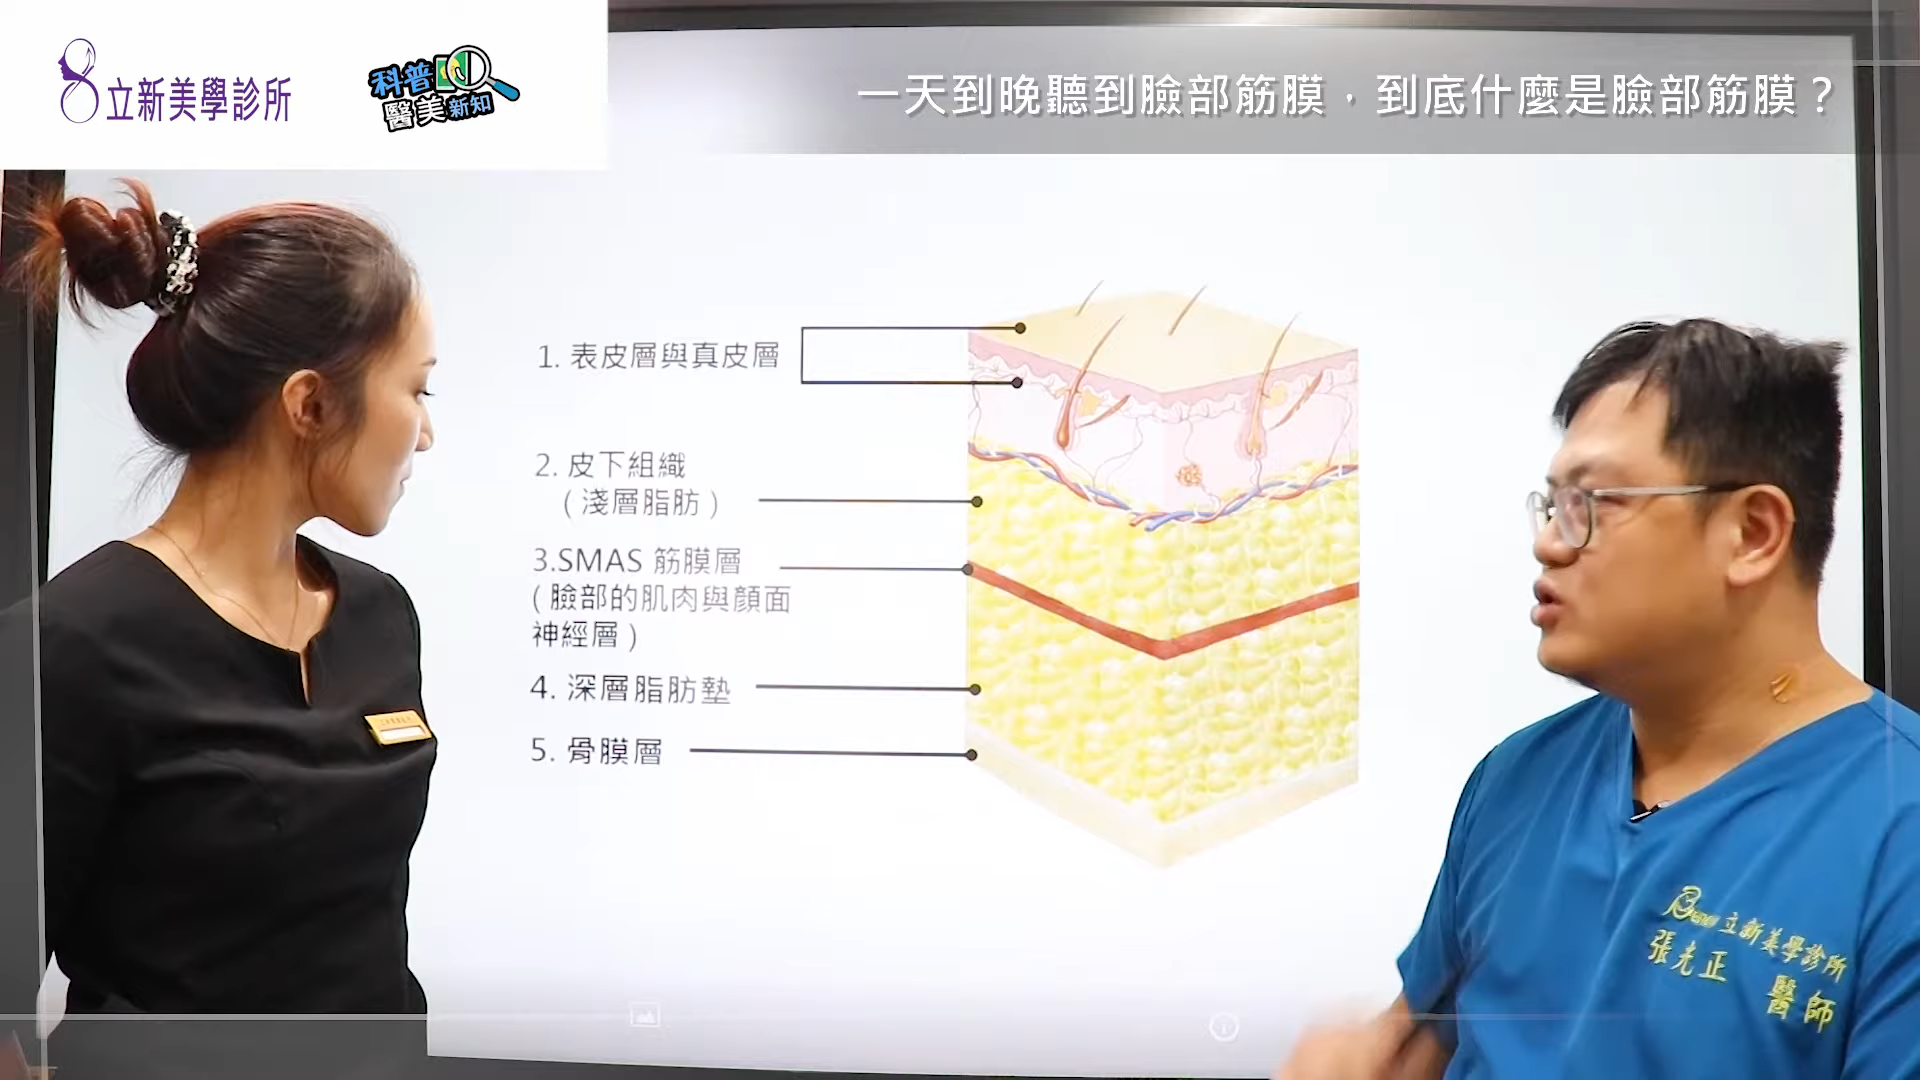 立新美學診所
科普
醫美新知
一天到晚聽到臉部筋膜，到底什麼是臉部筋膜？
1. 表皮層與真皮層
2. 皮下組織
( 淺層脂肪 )
3.SMAS 筋膜層
( 臉部的肌肉與顏面
神經層 )
4. 深層脂肪墊
5. 骨膜層
立新美學診所
張光正 醫師